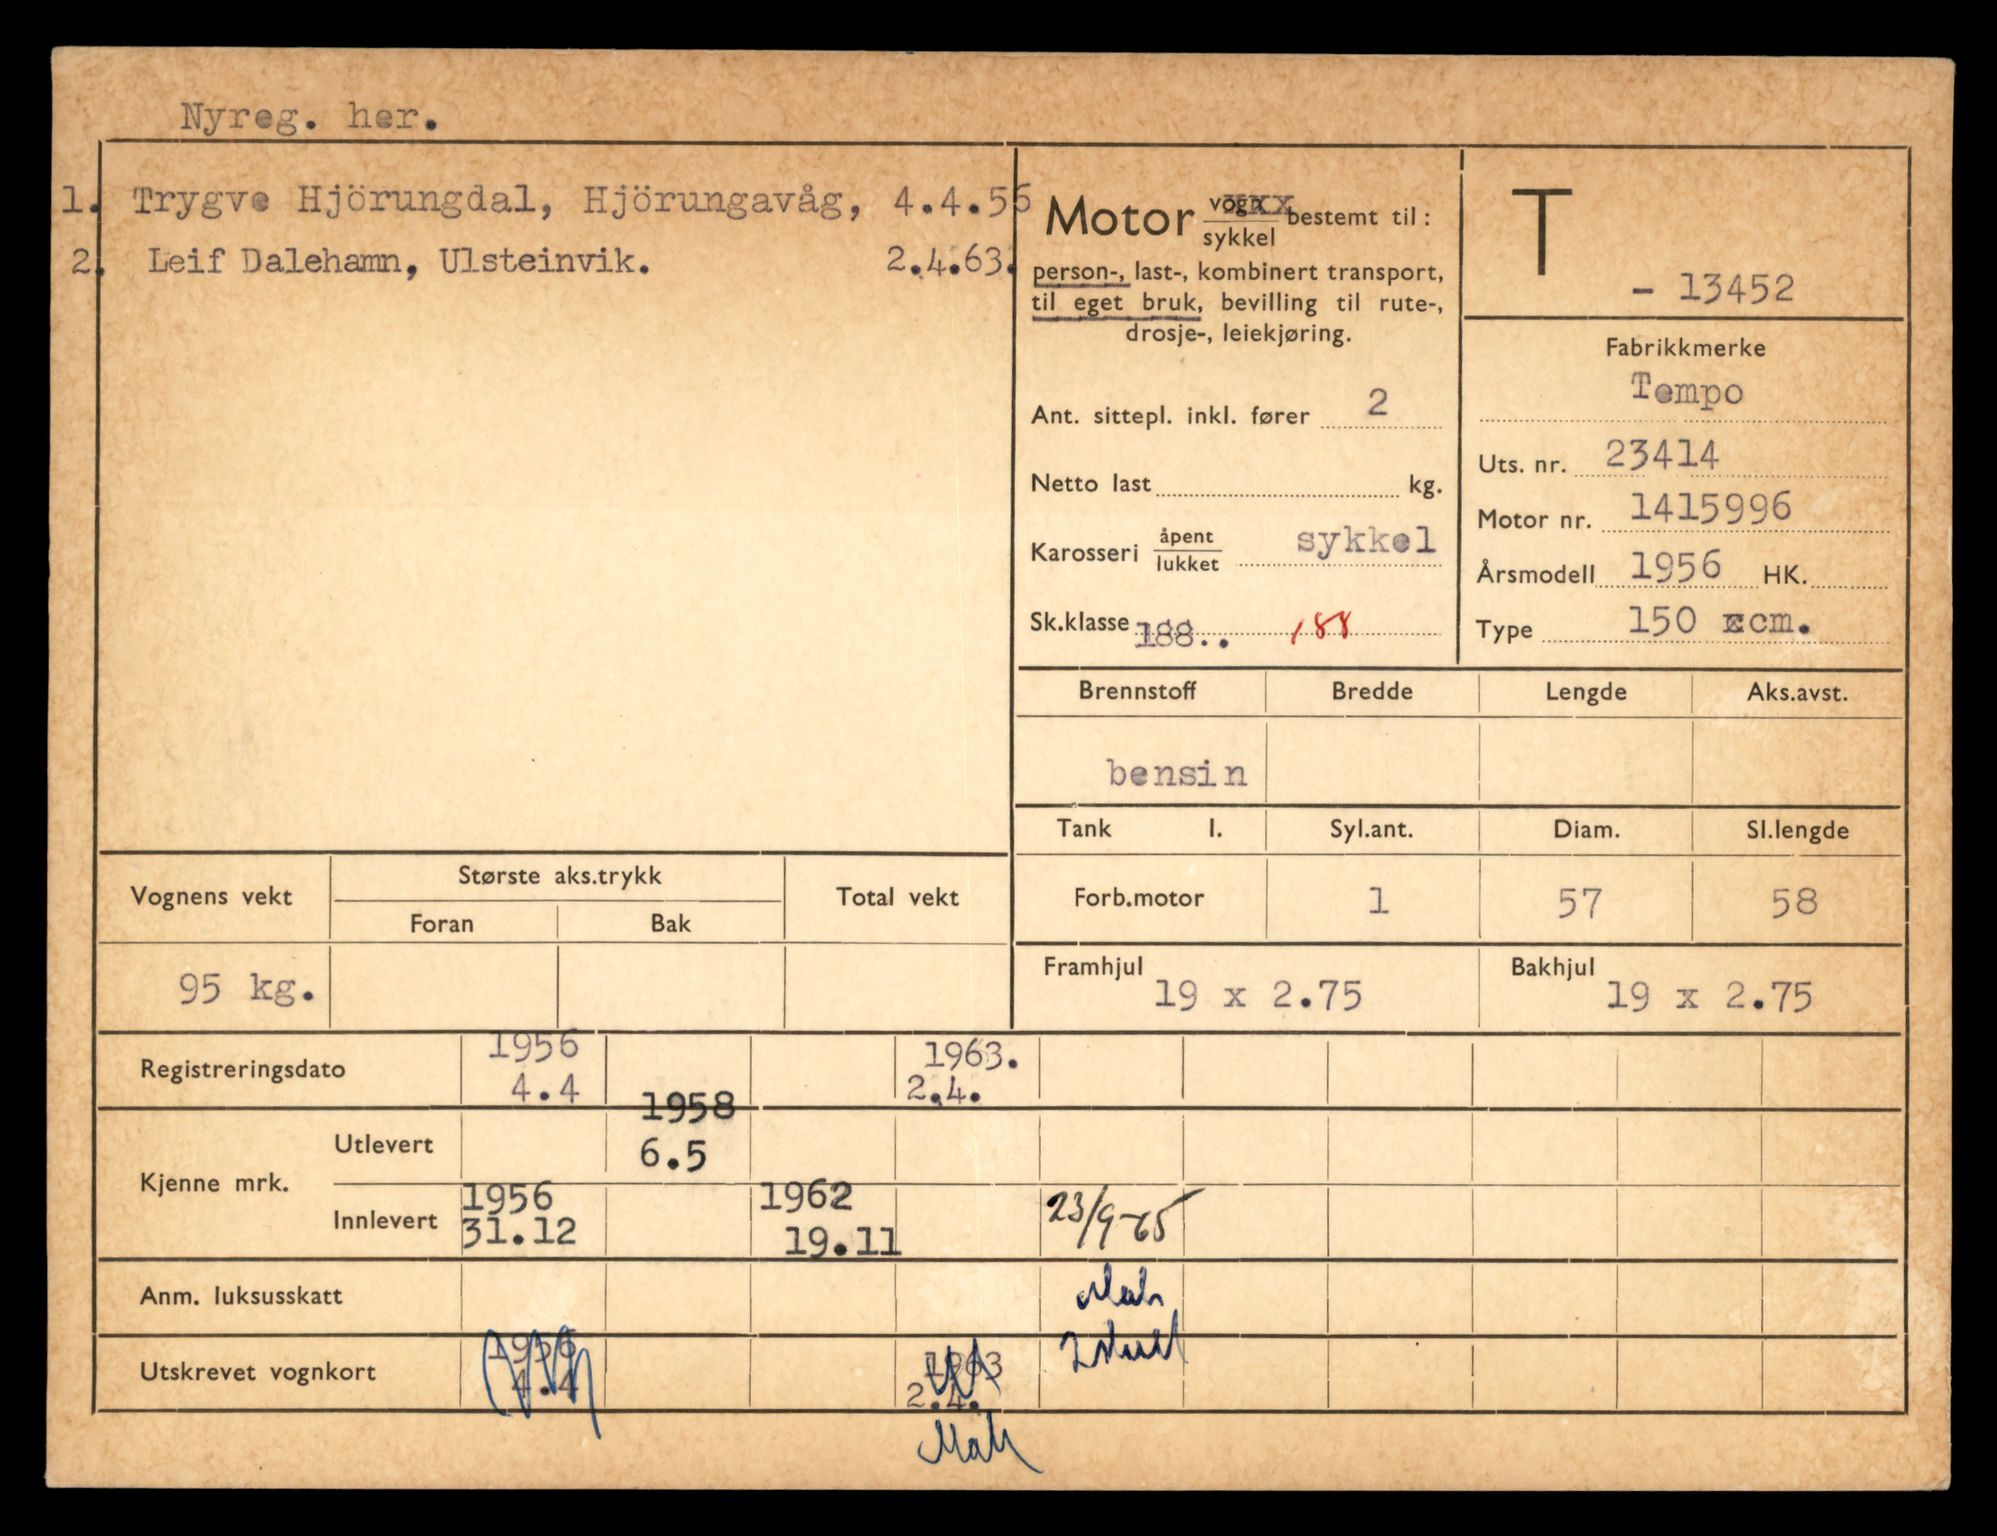 Nyreg. her.
1. Trygve Hjörungdal, Hjörungavåg, 4.4.56
2. Leif Dalehamn, Ulsteinvik. 2.4.63.
Motor vogn sykkel bestemt til:
person-, last-, kombinert transport,
til eget bruk, bevilling til rute-,
drosje-, leiekjøring.
Ant. sittepl. inkl. fører 2
Netto last kg.
Karosseri åpent lukket sykkel
Sk.klasse 188.. 188
T
- 13452
Fabrikkmerke
Tempo
Uts. nr. 23414
Motor nr. 1415996
Årsmodell 1956 HK.
Type 150 ccm.
Brennstoff Bredde Lengde Aks.avst.
bensin
Tank l. Syl.ant. Diam. Sl.lengde
Forb.motor 1 57 58
Framhjul 19 x 2.75 Bakhjul 19 x 2.75
Vognens vekt Største aks.trykk Total vekt
Foran Bak
95 kg.
Registreringsdato 1956 4.4 1963. 2.4.
Kjenne mrk. Utlevert 1958 6.5
Innlevert 1956 31.12 1962 19.11 23/9-65
Anm. luksusskatt
Utskrevet vognkort 1956 4.4 1963 2.4.